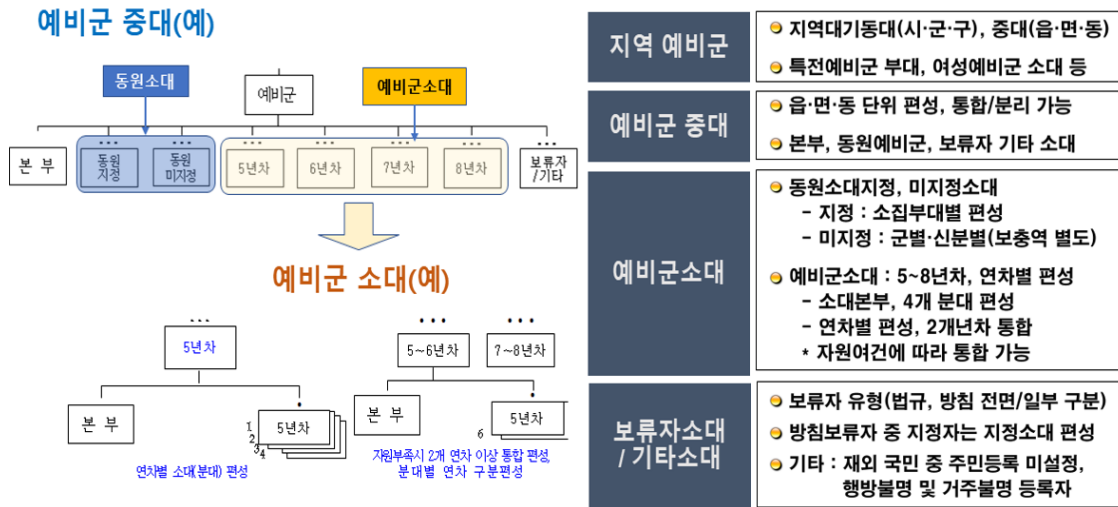 예비군 중대(예)
동원소대
예비군
예비군소대
본 부
동원
지정
동원
미지정
5년차
6년차
7년차
8년차
보류자
/기타
예비군 소대(예)
5년차
본 부
1
2
3
4
5년차
연차별 소대(분대) 편성
5~6년차
7~8년차
본 부
6
5년차
자원부족시 2개 연차 이상 통합 편성,
분대별 연차 구분편성
지역 예비군
지역대기동대(시·군·구), 중대(읍·면·동)
특전예비군 부대, 여성예비군 소대 등
예비군 중대
읍·면·동 단위 편성, 통합/분리 가능
본부, 동원예비군, 보류자 기타 소대
예비군소대
동원소대지정, 미지정소대
- 지정 : 소집부대별 편성
- 미지정 : 군별·신분별(보충역 별도)
예비군소대 : 5~8년차, 연차별 편성
- 소대본부, 4개 분대 편성
- 연차별 편성, 2개년차 통합
* 자원여건에 따라 통합 가능
보류자소대
/ 기타소대
보류자 유형(법규, 방침 전면/일부 구분)
방침보류자 중 지정자는 지정소대 편성
기타 : 재외 국민 중 주민등록 미설정,
행방불명 및 거주불명 등록자